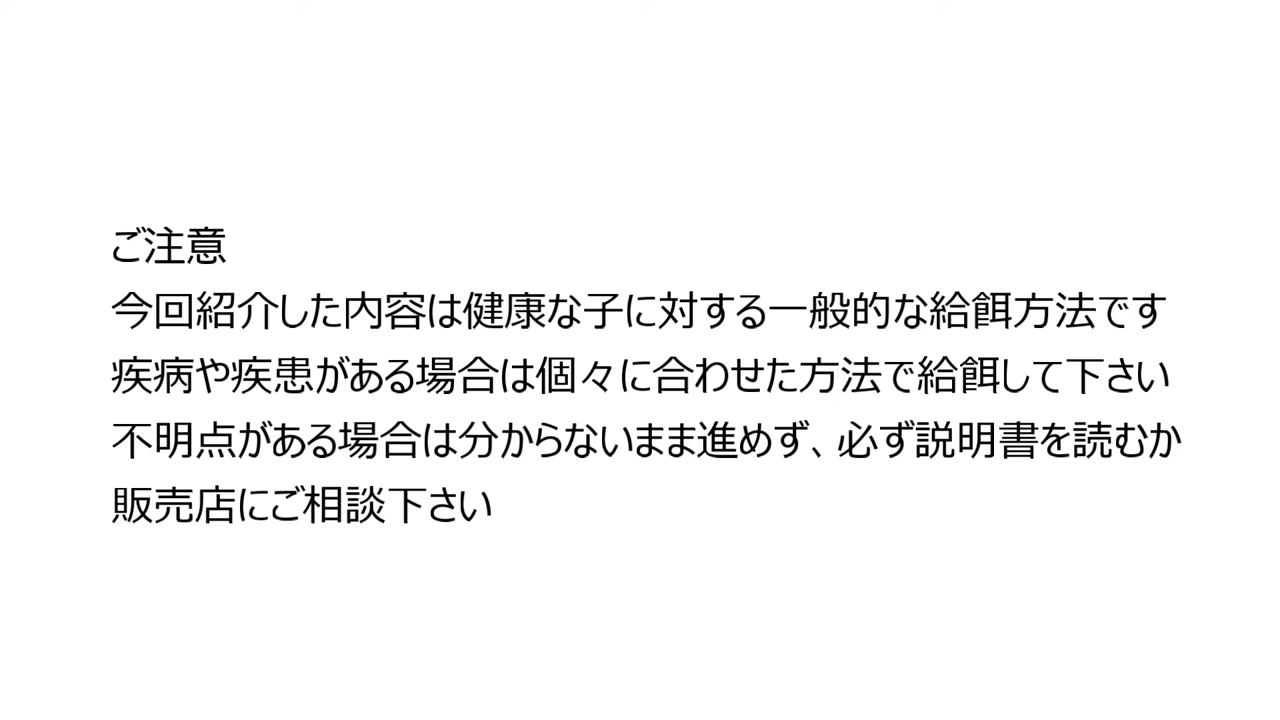 ご注意
今回紹介した内容は健康な子に対する一般的な給餌方法です
疾病や疾患がある場合は個々に合わせた方法で給餌して下さい
不明点がある場合は分からないまま進めず、必ず説明書を読むか
販売店にご相談下さい